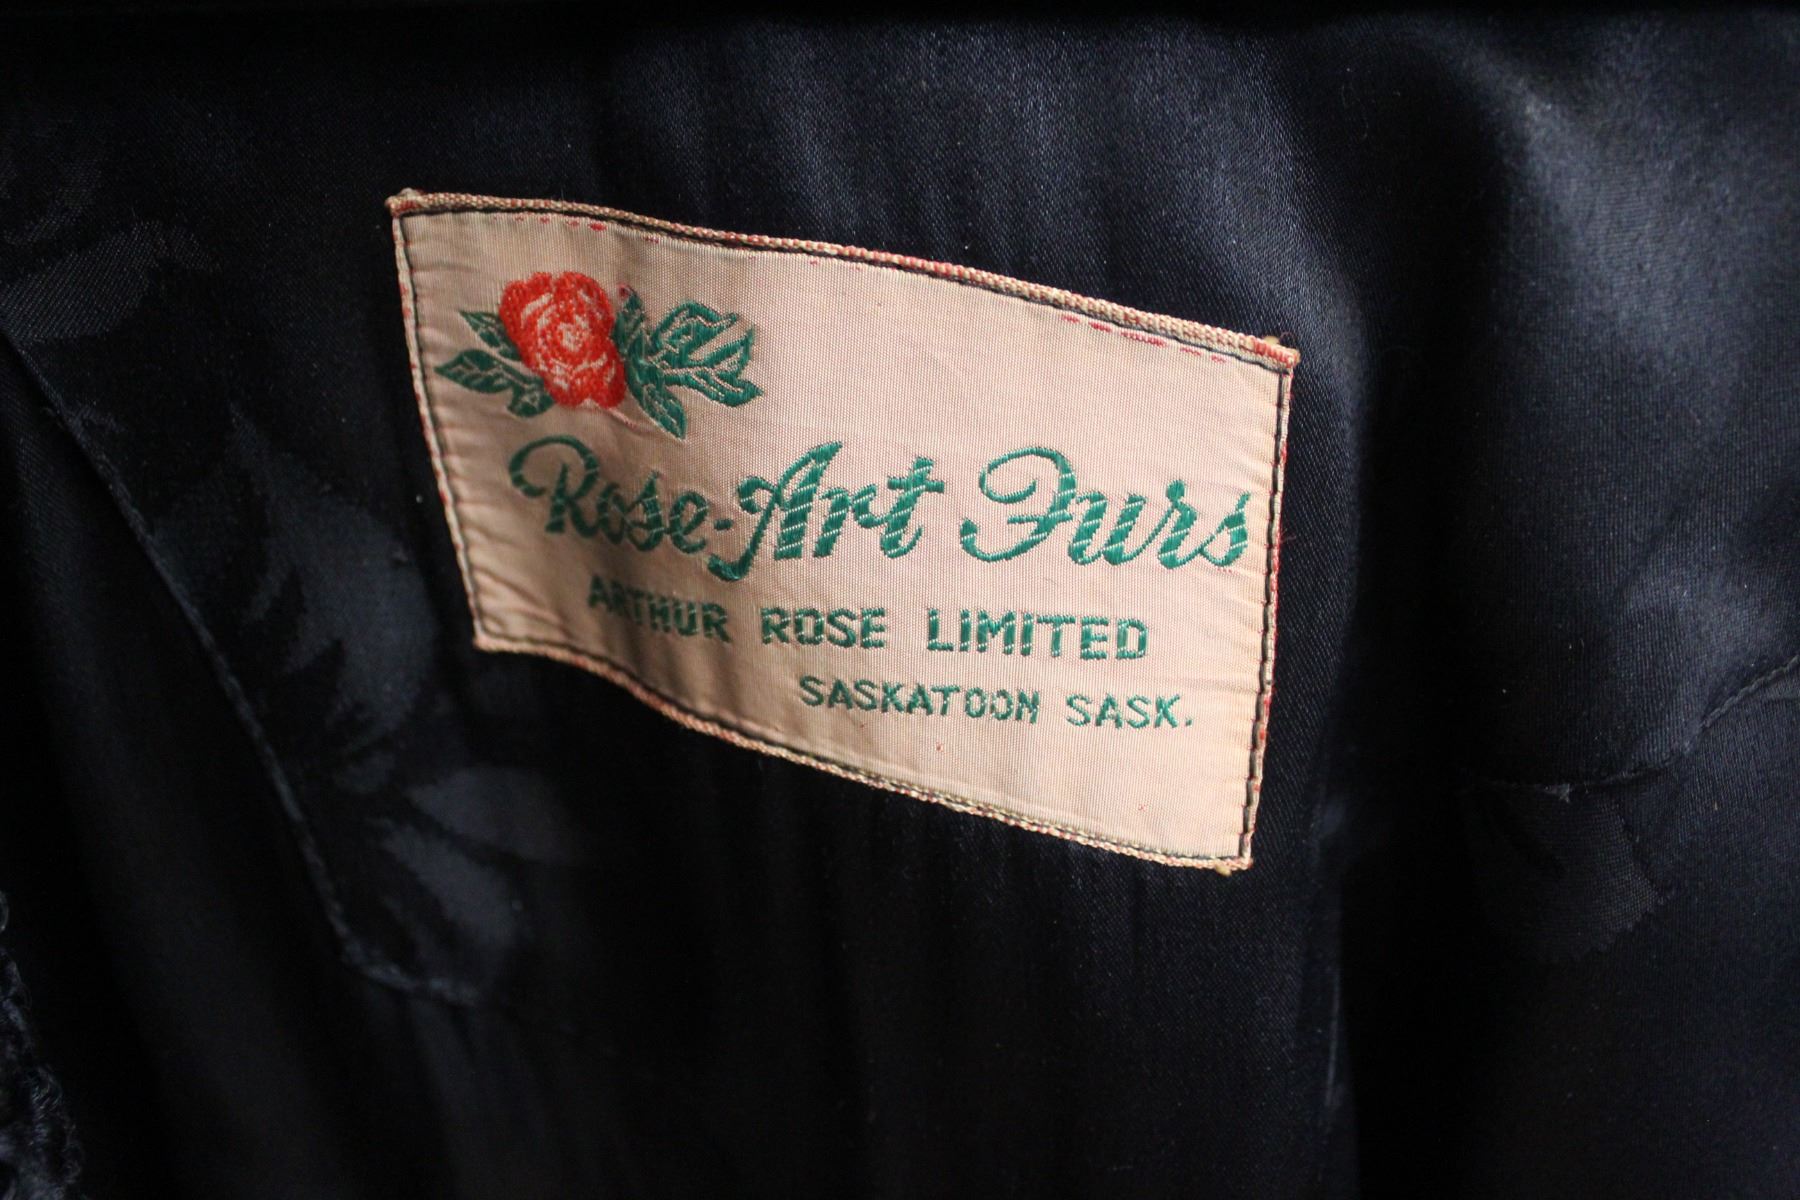 Rose-Art Furs
ARTHUR ROSE LIMITED
SASKATOON SASK.